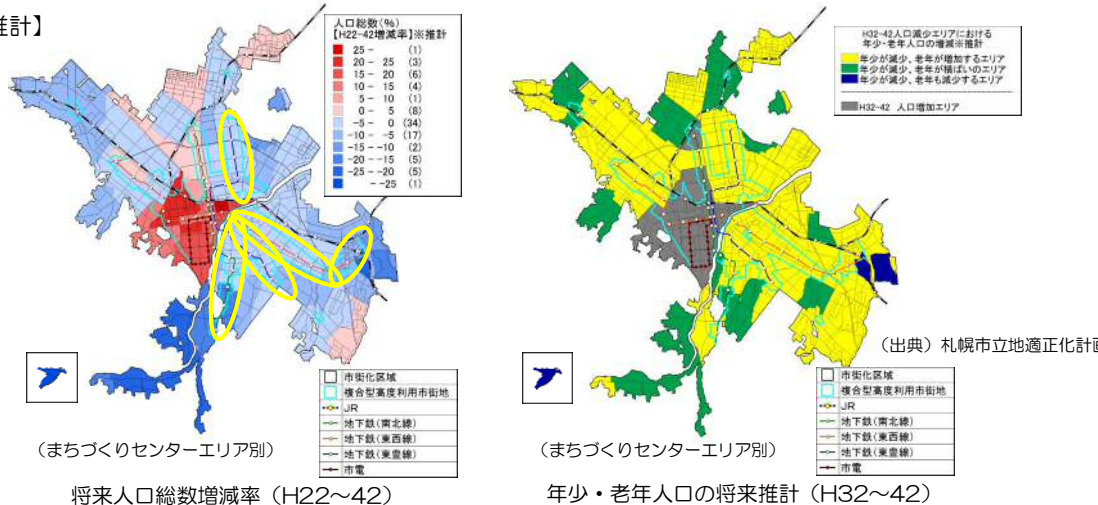 推計】
人口総数(%)
【H22-42増減率】※推計
25 - (1)
20 - 25 (3)
15 - 20 (6)
10 - 15 (4)
5 - 10 (1)
0 - 5 (8)
-5 - 0 (34)
-10 - -5 (17)
-15 - -10 (2)
-20 - -15 (5)
-25 - -20 (5)
- -25 (1)
市街化区域
複合型高度利用市街地
JR
地下鉄(南北線)
地下鉄(東西線)
地下鉄(東豊線)
市電
(まちづくりセンターエリア別)
将来人口総数増減率(H22~42)
H32-42人口減少エリアにおける
年少・老年人口の増減※推計
年少が減少、老年が増加するエリア
年少が減少、老年が横ばいのエリア
年少が減少、老年も減少するエリア
H32-42 人口増加エリア
(出典)札幌市立地適正化計画
市街化区域
複合型高度利用市街地
JR
地下鉄(南北線)
地下鉄(東西線)
地下鉄(東豊線)
市電
(まちづくりセンターエリア別)
年少・老年人口の将来推計(H32~42)